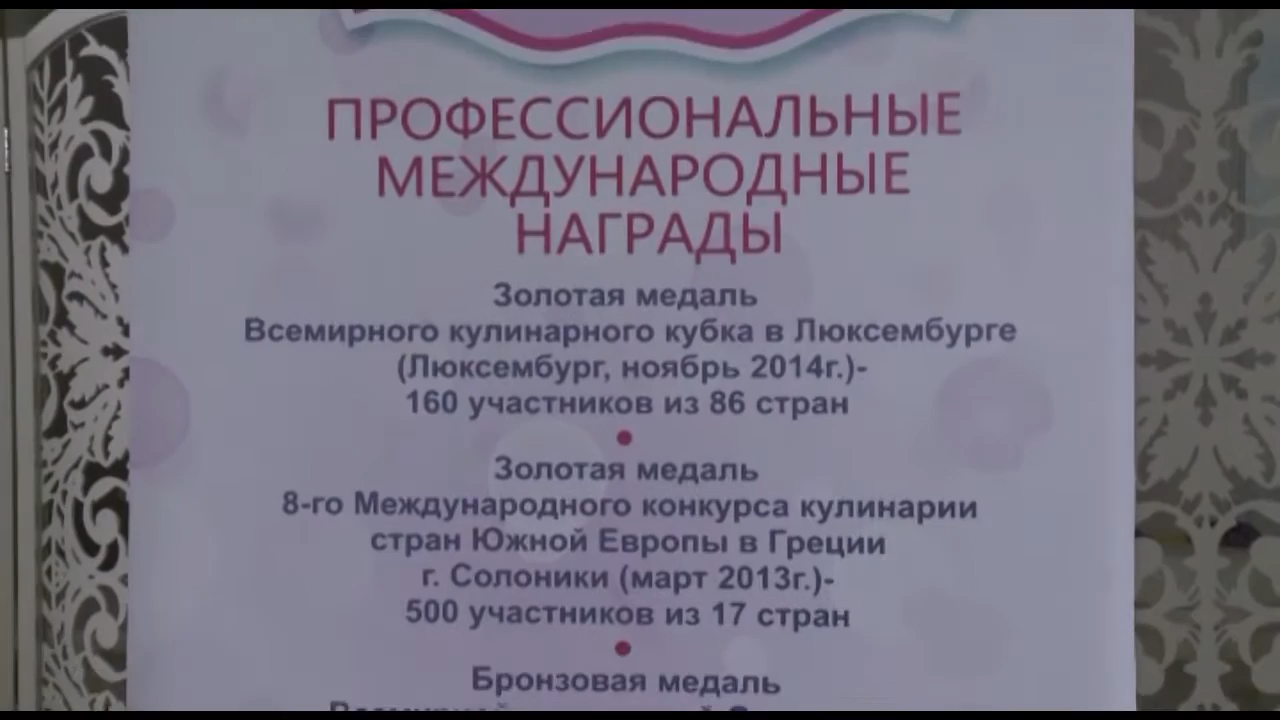 ПРОФЕССИОНАЛЬНЫЕ
МЕЖДУНАРОДНЫЕ
НАГРАДЫ
Золотая медаль
Всемирного кулинарного кубка в Люксембурге
(Люксембург, ноябрь 2014г.)-
160 участников из 86 стран
•
Золотая медаль
8-го Международного конкурса кулинарии
стран Южной Европы в Греции
г. Солоники (март 2013г.)-
500 участников из 17 стран
•
Бронзовая медаль